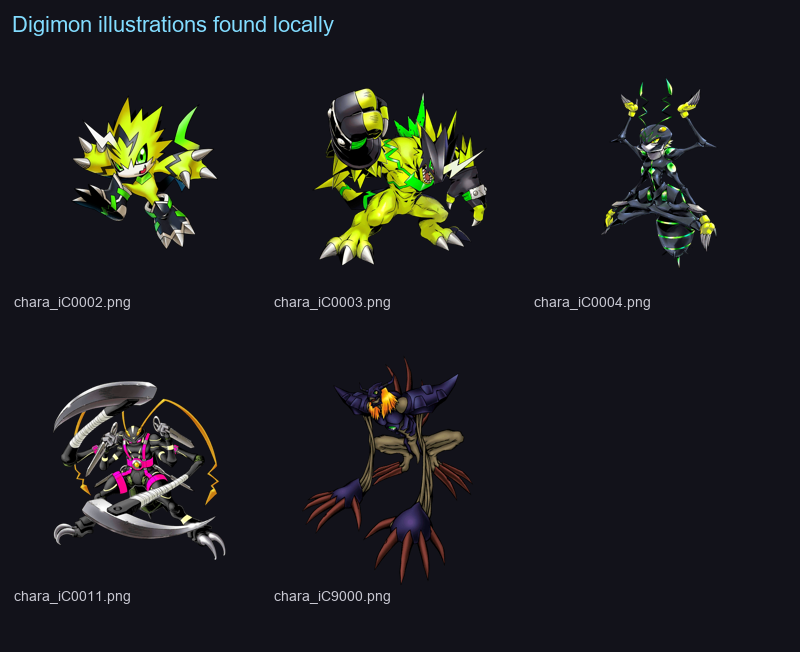 Digimon illustrations found locally
chara_iC0002.png
chara_iC0003.png
chara_iC0004.png
chara_iC0011.png
chara_iC9000.png